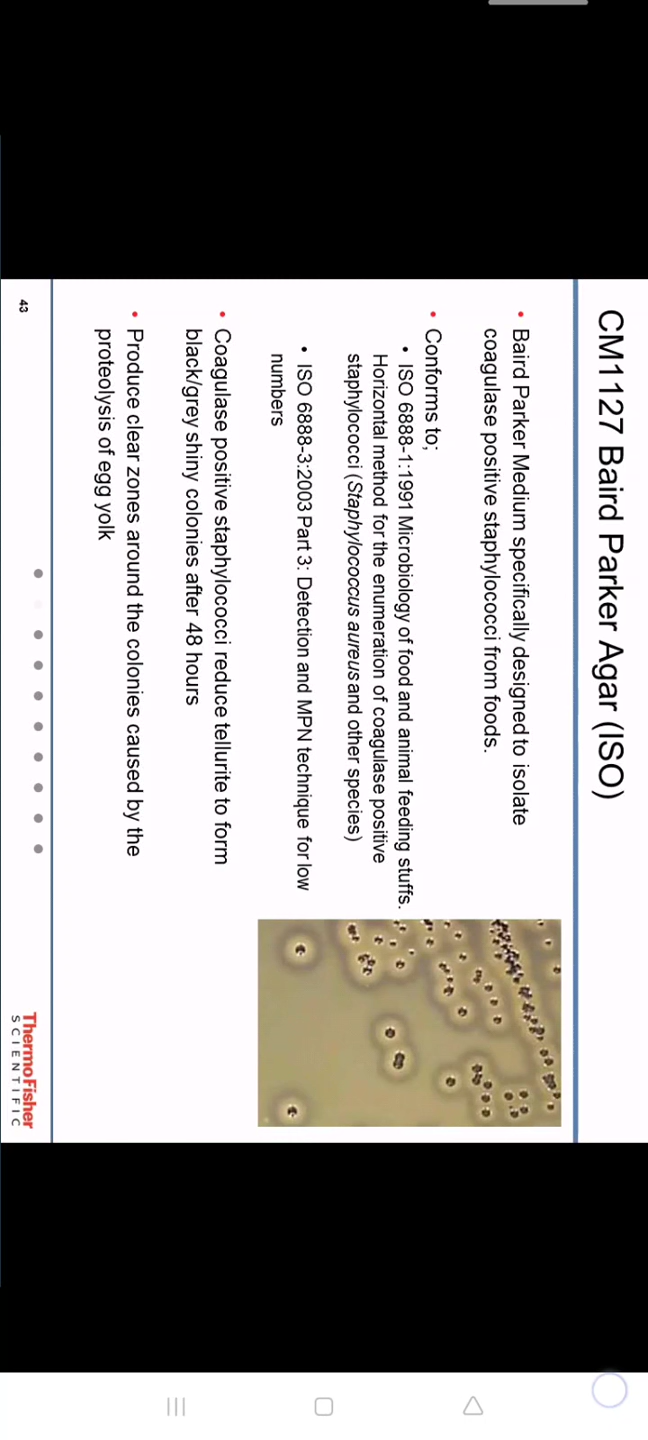 CM1127 Baird Parker Agar (ISO)
• Baird Parker Medium specifically designed to isolate
coagulase positive staphylococci from foods.
• Conforms to;
• ISO 6888-1:1991 Microbiology of food and animal feeding stuffs.
Horizontal method for the enumeration of coagulase positive
staphylococci (Staphylococcus aureus and other species)
• ISO 6888-3:2003 Part 3: Detection and MPN technique for low
numbers
• Coagulase positive staphylococci reduce tellurite to form
black/grey shiny colonies after 48 hours
• Produce clear zones around the colonies caused by the
proteolysis of egg yolk
43
ThermoFisher
SCIENTIFIC